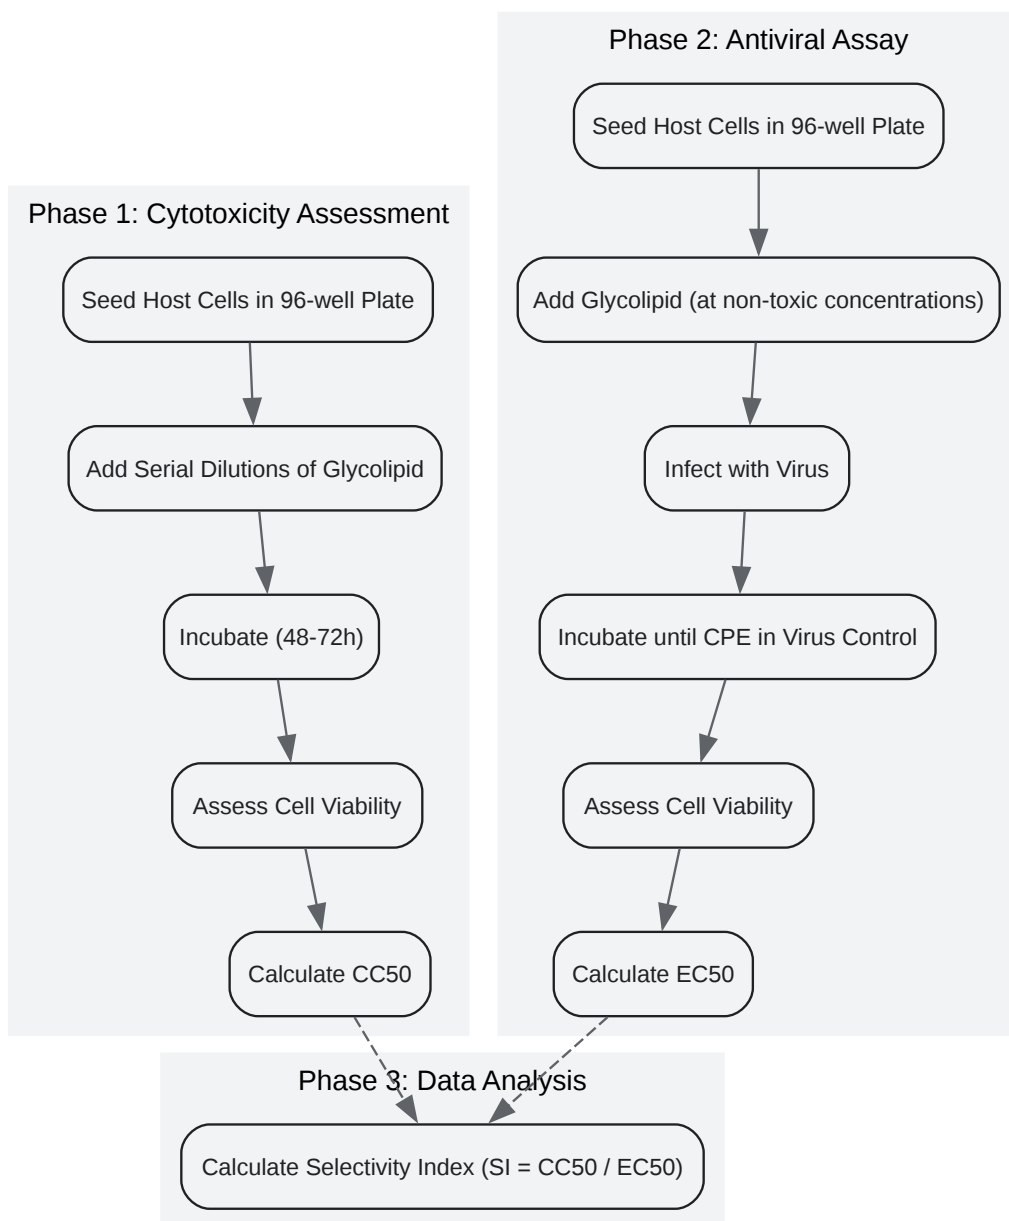 Phase 1: Cytotoxicity Assessment
Seed Host Cells in 96-well Plate
Add Serial Dilutions of Glycolipid
Incubate (48-72h)
Assess Cell Viability
Calculate CC50
Phase 2: Antiviral Assay
Seed Host Cells in 96-well Plate
Add Glycolipid (at non-toxic concentrations)
Infect with Virus
Incubate until CPE in Virus Control
Assess Cell Viability
Calculate EC50
Phase 3: Data Analysis
Calculate Selectivity Index (SI = CC50 / EC50)